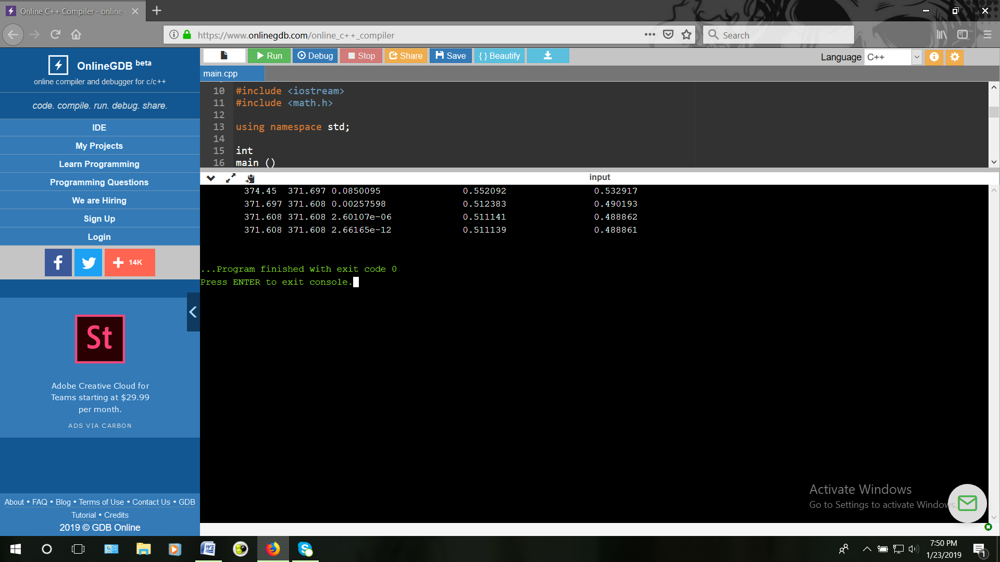 Online C++ Compiler - online e
https://www.onlinegdb.com/online_c++_compiler
Search
OnlineGDB beta
online compiler and debugger for c/c++
code. compile. run. debug. share.
IDE
My Projects
Learn Programming
Programming Questions
We are Hiring
Sign Up
Login
14K
St
Adobe Creative Cloud for
Teams starting at $29.99
per month.
ADS VIA CARBON
About • FAQ • Blog • Terms of Use • Contact Us • GDB
Tutorial • Credits
2019 © GDB Online
Run Debug Stop Share Save { } Beautify
Language C++
main.cpp
10 #include <iostream>
11 #include <math.h>
12
13 using namespace std;
14
15 int
16 main ()
input
374.45 371.697 0.0850095 0.552092 0.532917
371.697 371.608 0.00257598 0.512383 0.490193
371.608 371.608 2.60107e-06 0.511141 0.488862
371.608 371.608 2.66165e-12 0.511139 0.488861
...Program finished with exit code 0
Press ENTER to exit console.
Activate Windows
Go to Settings to activate Windows.
7:50 PM
1/23/2019
1